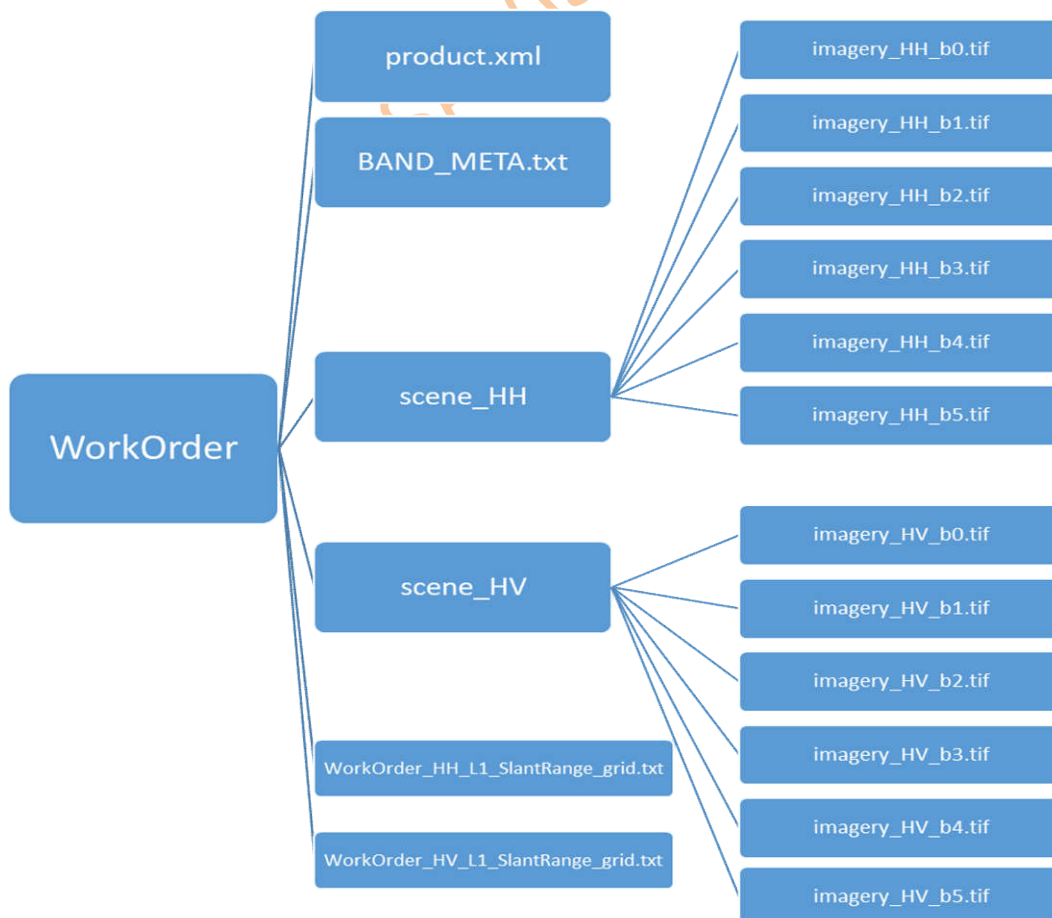 product.xml
BAND_META.txt
WorkOrder
scene_HH
imagery_HH_b0.tif
imagery_HH_b1.tif
imagery_HH_b2.tif
imagery_HH_b3.tif
imagery_HH_b4.tif
imagery_HH_b5.tif
scene_HV
imagery_HV_b0.tif
imagery_HV_b1.tif
imagery_HV_b2.tif
imagery_HV_b3.tif
imagery_HV_b4.tif
imagery_HV_b5.tif
WorkOrder_HH_L1_SlantRange_grid.txt
WorkOrder_HV_L1_SlantRange_grid.txt